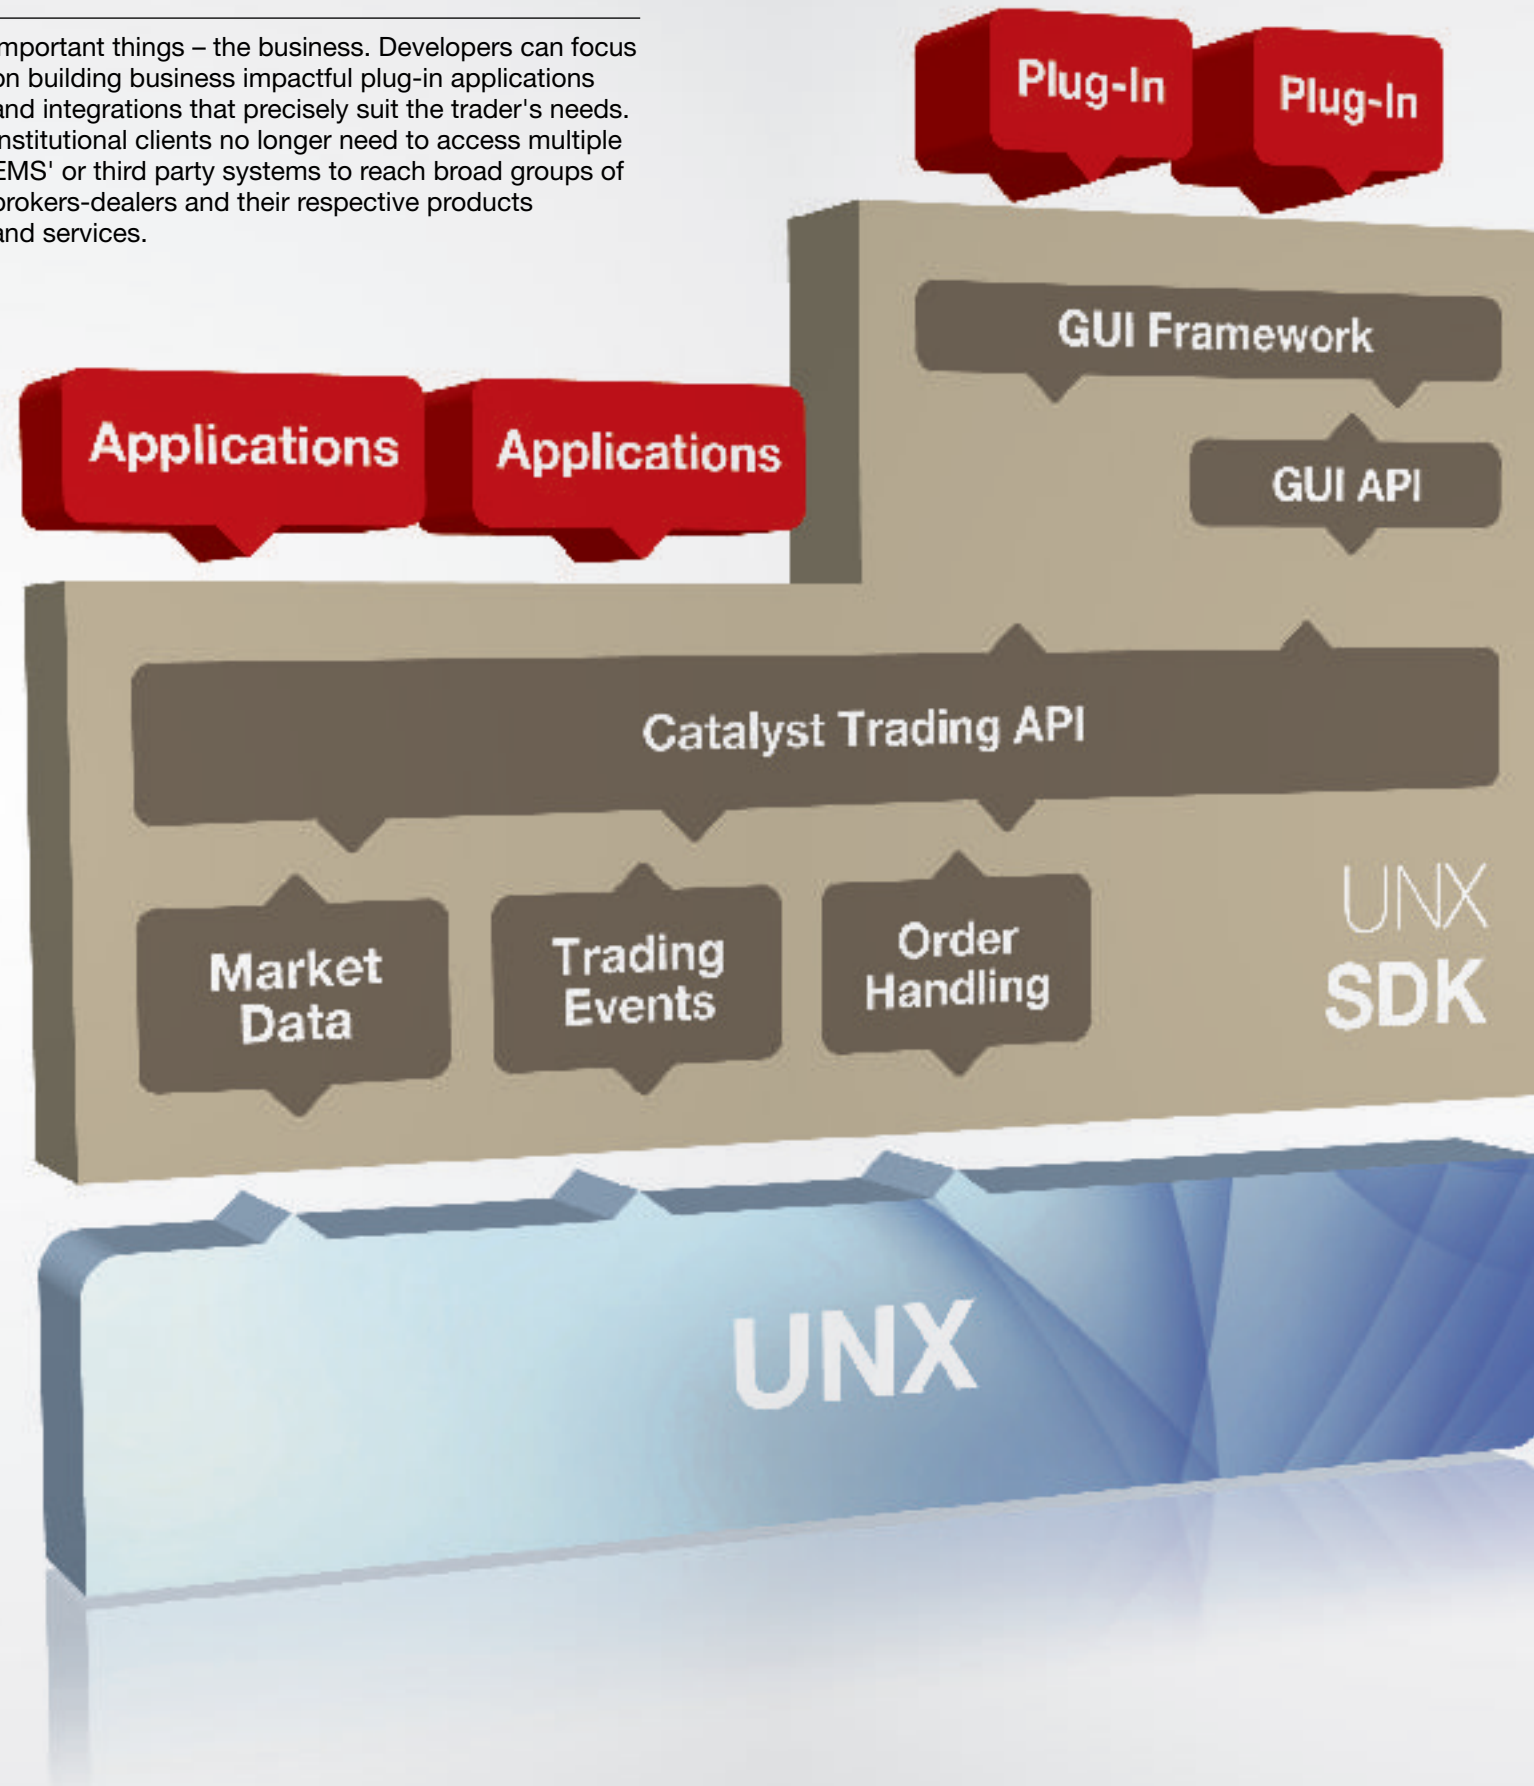 mportant things – the business. Developers can focus
on building business impactful plug-in applications
and integrations that precisely suit the trader's needs.
nstitutional clients no longer need to access multiple
EMS' or third party systems to reach broad groups of
brokers-dealers and their respective products
and services.
Plug-In
Plug-In
GUI Framework
Applications
Applications
GUI API
Catalyst Trading API
Market
Data
Trading
Events
Order
Handling
UNX
SDK
UNX